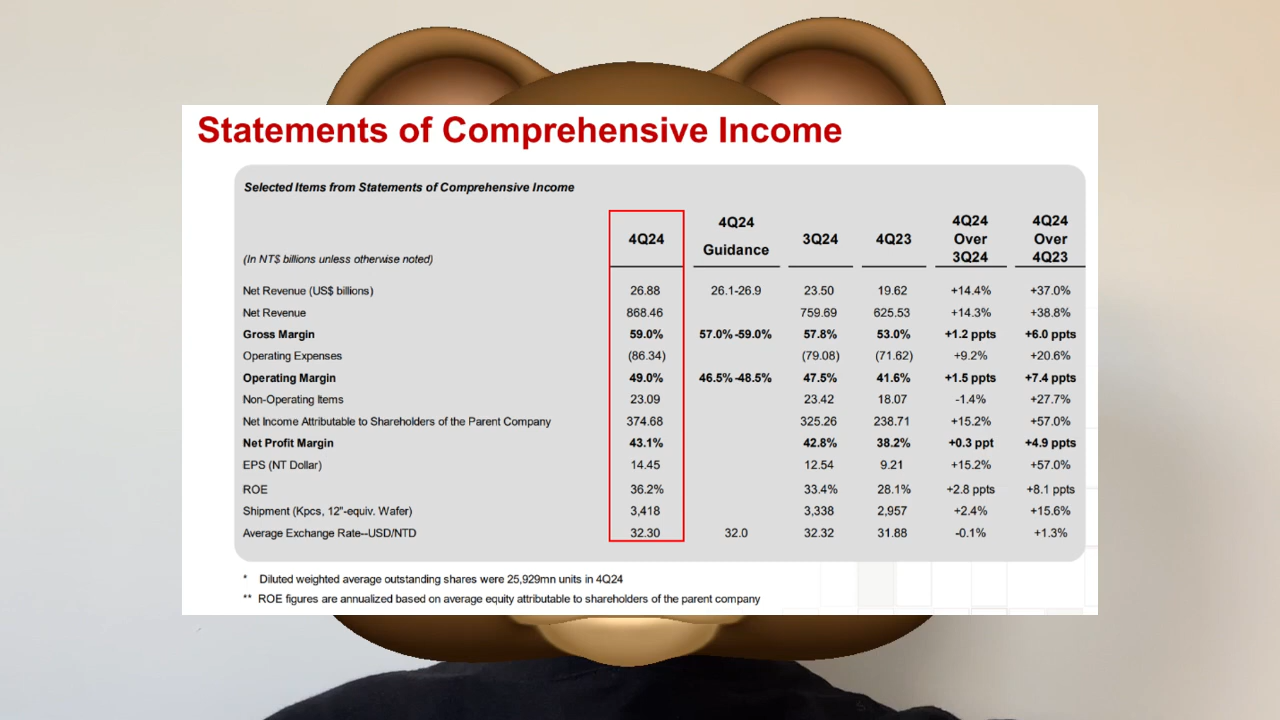 Statements of Comprehensive Income
Selected Items from Statements of Comprehensive Income
(In NT$ billions unless otherwise noted) 4Q24 4Q24 Guidance 3Q24 4Q23 4Q24 Over 3Q24 4Q24 Over 4Q23
Net Revenue (US$ billions) 26.88 26.1-26.9 23.50 19.62 +14.4% +37.0%
Net Revenue 868.46 759.69 625.53 +14.3% +38.8%
Gross Margin 59.0% 57.0%-59.0% 57.8% 53.0% +1.2 ppts +6.0 ppts
Operating Expenses (86.34) (79.08) (71.62) +9.2% +20.6%
Operating Margin 49.0% 46.5%-48.5% 47.5% 41.6% +1.5 ppts +7.4 ppts
Non-Operating Items 23.09 23.42 18.07 -1.4% +27.7%
Net Income Attributable to Shareholders of the Parent Company 374.68 325.26 238.71 +15.2% +57.0%
Net Profit Margin 43.1% 42.8% 38.2% +0.3 ppt +4.9 ppts
EPS (NT Dollar) 14.45 12.54 9.21 +15.2% +57.0%
ROE 36.2% 33.4% 28.1% +2.8 ppts +8.1 ppts
Shipment (Kpcs, 12"-equiv. Wafer) 3,418 3,338 2,957 +2.4% +15.6%
Average Exchange Rate--USD/NTD 32.30 32.0 32.32 31.88 -0.1% +1.3%
* Diluted weighted average outstanding shares were 25,929mn units in 4Q24
** ROE figures are annualized based on average equity attributable to shareholders of the parent company